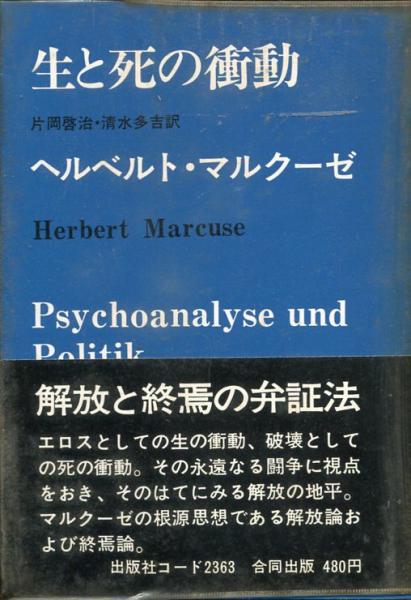 生と死の衝動
片岡啓治・清水多吉訳
ヘルベルト・マルクーゼ
Herbert Marcuse
Psychoanalyse und
Politik
解放と終焉の弁証法
エロスとしての生の衝動、破壊として
の死の衝動。その永遠なる闘争に視点
をおき、そのはてにみる解放の地平。
マルクーゼの根源思想である解放論お
よび終焉論。
出版社コード2363 合同出版 480円